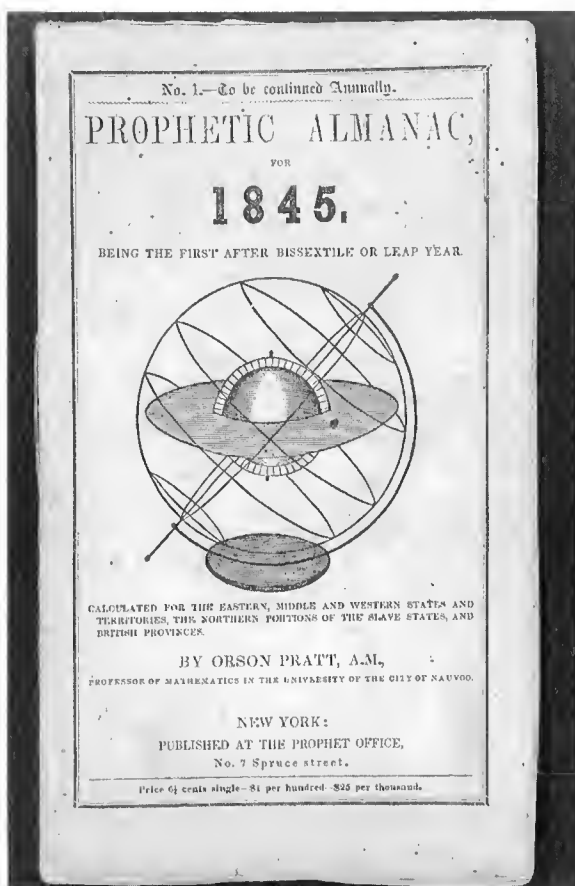 No. 1.—To be continued Annually.
PROPHETIC ALMANAC,
FOR
1845.
BEING THE FIRST AFTER BISSEXTILE OR LEAP YEAR.
CALCULATED FOR THE EASTERN, MIDDLE AND WESTERN STATES AND
TERRITORIES, THE NORTHERN PORTIONS OF THE SLAVE STATES, AND
BRITISH PROVINCES.
BY ORSON PRATT, A.M.,
PROFESSOR OF MATHEMATICS IN THE UNIVERSITY OF THE CITY OF NAUVOO.
NEW YORK:
PUBLISHED AT THE PROPHET OFFICE,
No. 7 Spruce street.
Price 6¼ cents single—$4 per hundred—$25 per thousand.